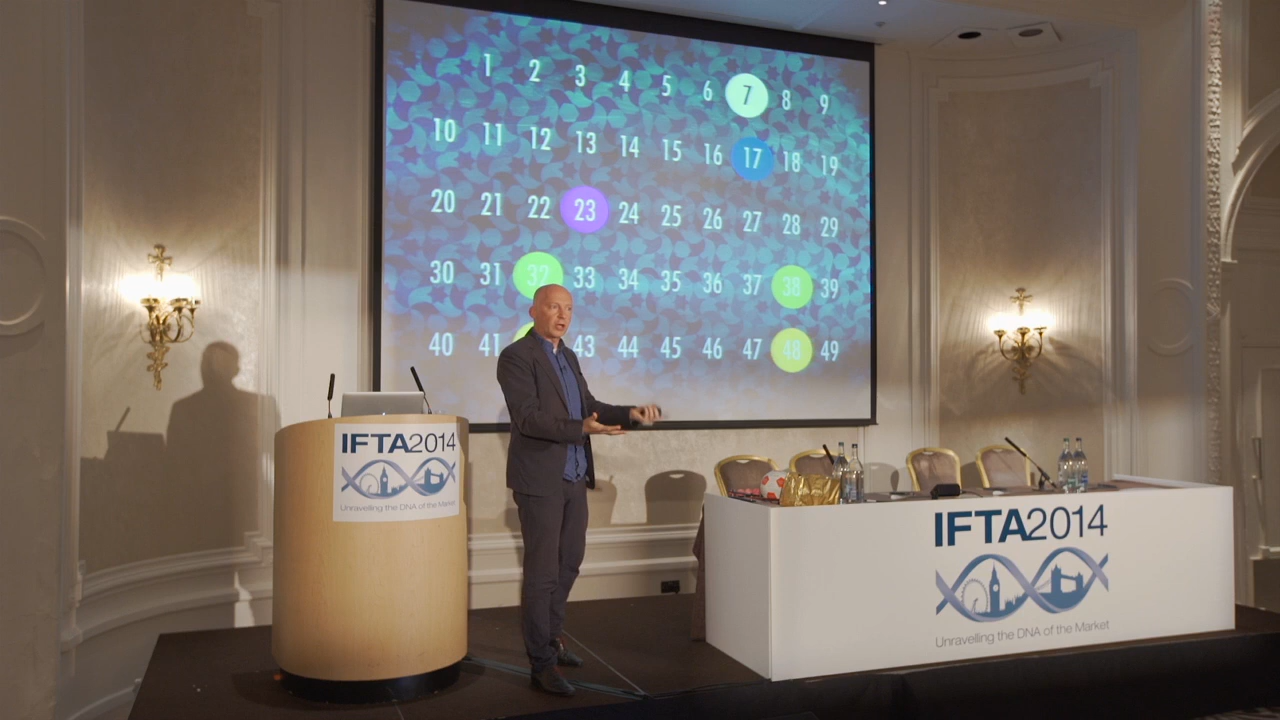 1 2 3 4 5 6 7 8 9
10 11 12 13 14 15 16 17 18 19
20 21 22 23 24 25 26 27 28 29
30 31 32 33 34 35 36 37 38 39
40 41 43 44 45 46 47 48 49
IFTA2014
Unravelling the DNA of the Market
IFTA2014
Unravelling the DNA of the Market